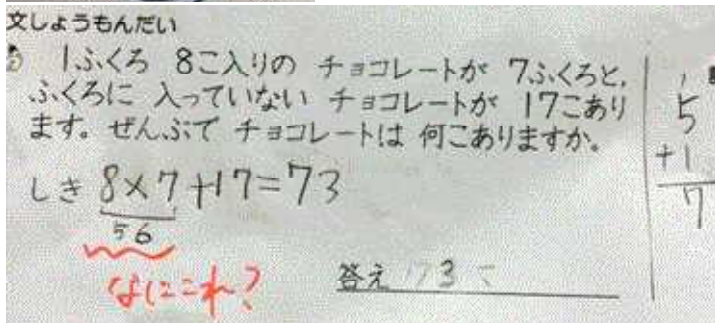 文しょうもんだい
1ふくろ 8こ入りの チョコレートが 7ふくろと,
ふくろに 入っていない チョコレートが 17こあり
ます。ぜんぶで チョコレートは 何こありますか。
しき 8×7+17=73
56
なにこれ?
答え 73こ
1
5
+1
7